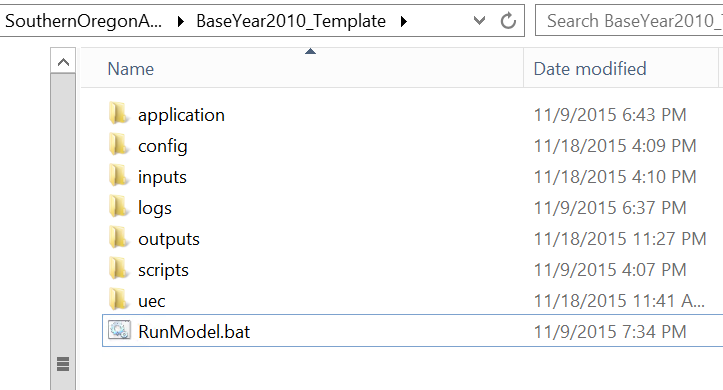 SouthernOregonA... BaseYear2010_Template Search BaseYear2010_
Name Date modified
application 11/9/2015 6:43 PM
config 11/18/2015 4:09 PM
inputs 11/18/2015 4:10 PM
logs 11/9/2015 6:37 PM
outputs 11/18/2015 11:27 PM
scripts 11/9/2015 4:07 PM
uec 11/18/2015 11:41 A...
RunModel.bat 11/9/2015 7:34 PM